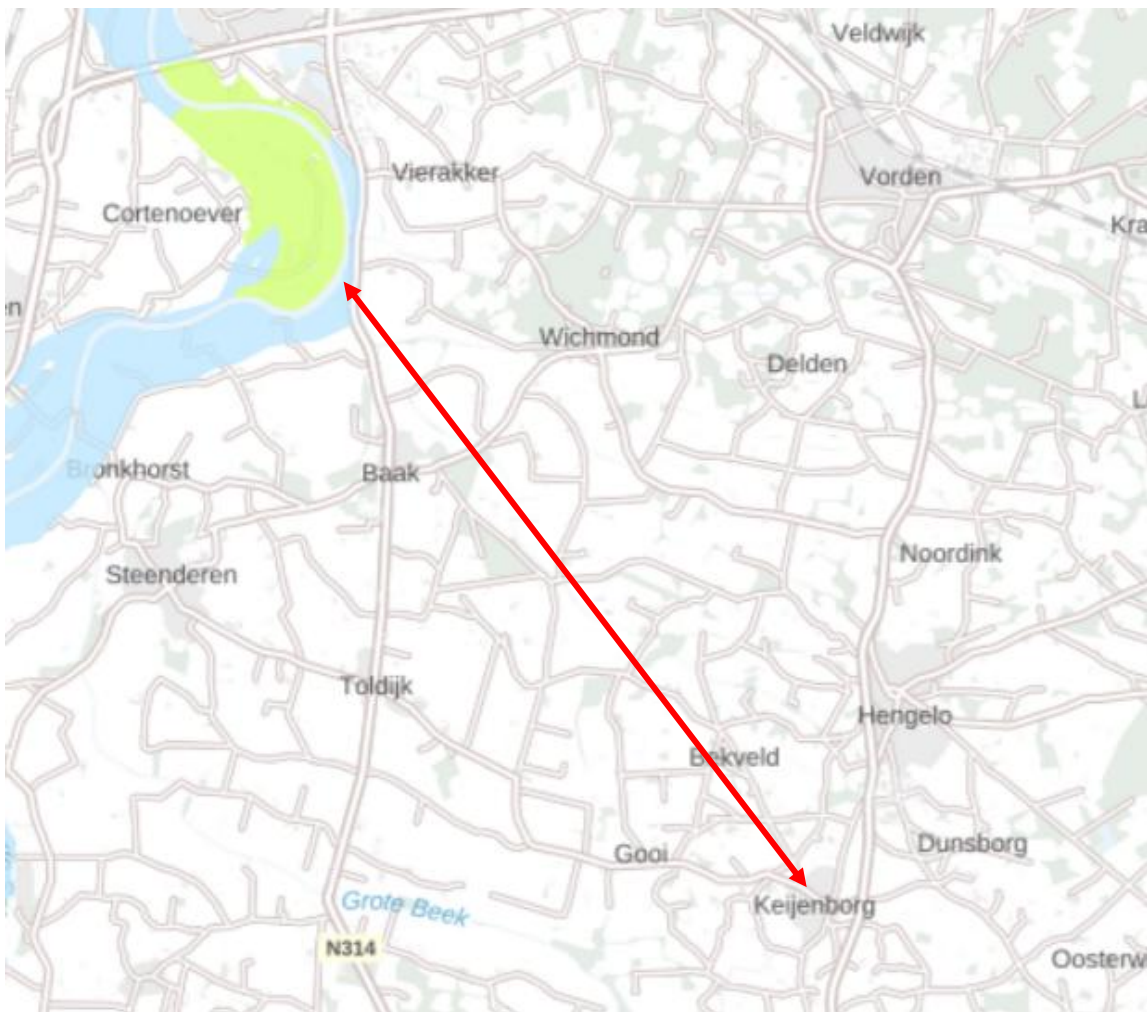 Veldwijk
Vierakker
Vorden
Cortenoever
Kra
en
Wichmond
Delden
L
Bronkhorst
Baak
Noordink
Steenderen
Toldijk
Hengelo
Bekveld
Dunsborg
Gooi
Grote Beek
Keijenborg
N314
Oosterw